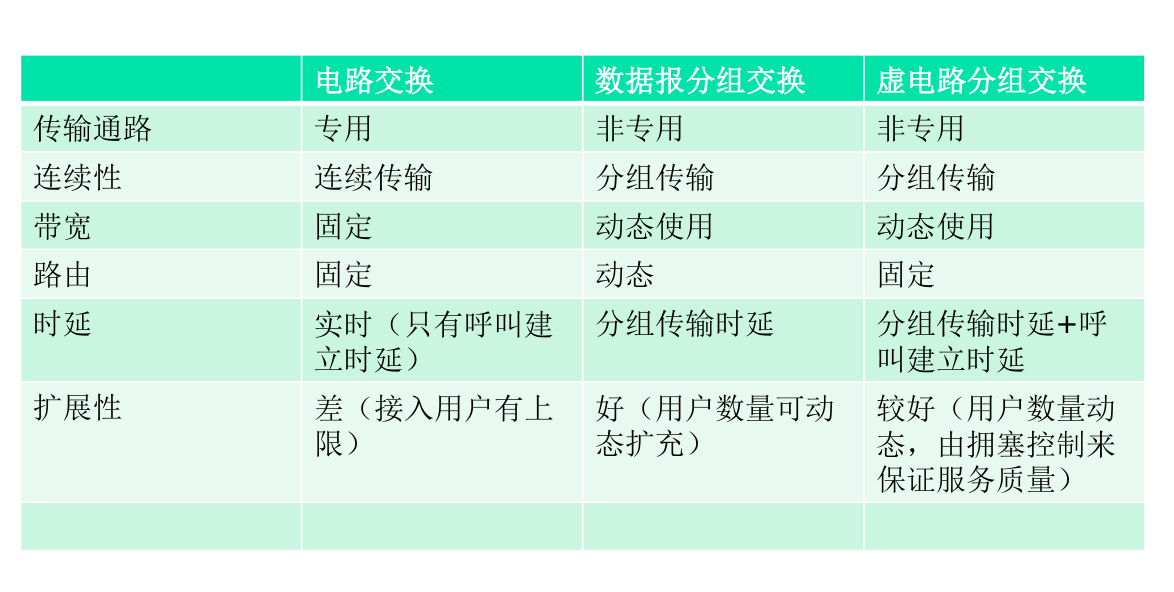 电路交换 数据报分组交换 虚电路分组交换
传输通路 专用 非专用 非专用
连续性 连续传输 分组传输 分组传输
带宽 固定 动态使用 动态使用
路由 固定 动态 固定
时延 实时（只有呼叫建 分组传输时延 分组传输时延+呼
立时延） 叫建立时延
扩展性 差（接入用户有上 好（用户数量可动 较好（用户数量动
限） 态扩充） 态，由拥塞控制来
保证服务质量）